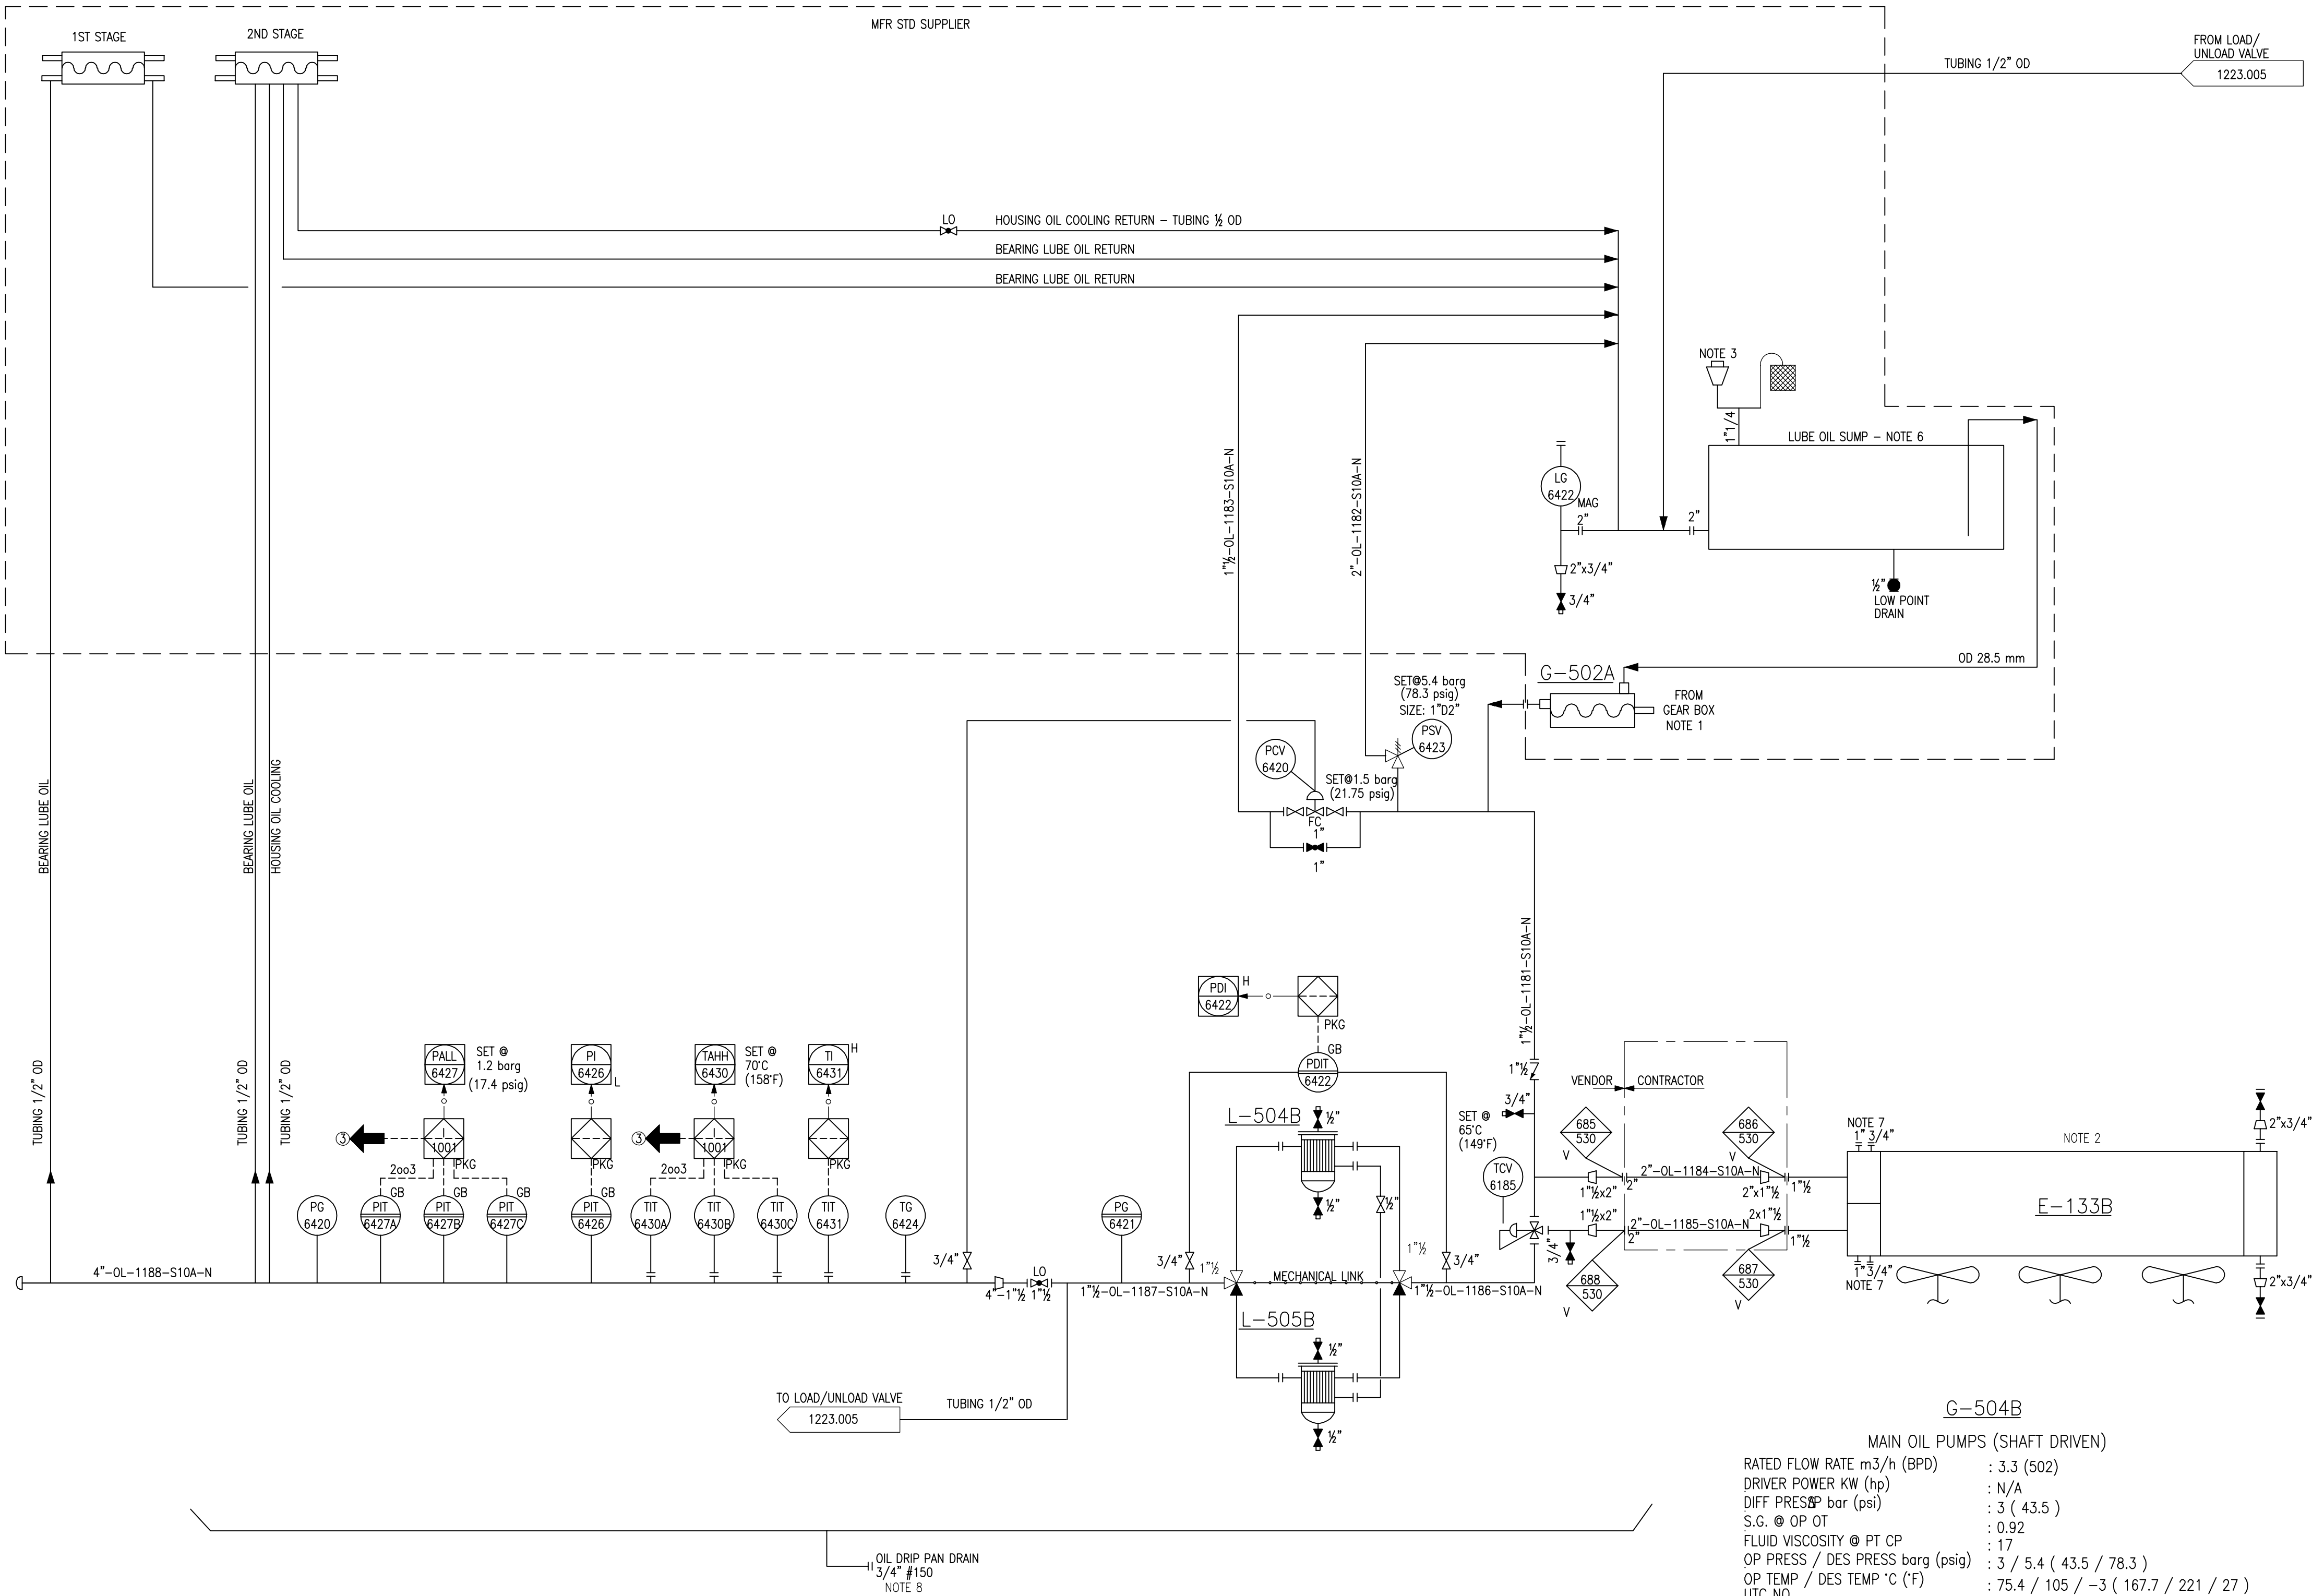 MFR STD SUPPLIER
1ST STAGE
2ND STAGE
FROM LOAD/
UNLOAD VALVE
1223.005
TUBING 1/2" OD
LO
HOUSING OIL COOLING RETURN – TUBING ½ OD
BEARING LUBE OIL RETURN
BEARING LUBE OIL RETURN
NOTE 3
1"1/4
LUBE OIL SUMP – NOTE 6
LG
6422
MAG
2"
2"
2"x3/4"
3/4"
½"
LOW POINT
DRAIN
1"½-OL-1183-S10A-N
2"-OL-1182-S10A-N
OD 28.5 mm
G-502A
FROM
GEAR BOX
NOTE 1
SET@5.4 barg
(78.3 psig)
SIZE: 1"D2"
PSV
6423
PCV
6420
SET@1.5 barg
(21.75 psig)
FC
1"
1"
BEARING LUBE OIL
BEARING LUBE OIL
HOUSING OIL COOLING
TUBING 1/2" OD
TUBING 1/2" OD
TUBING 1/2" OD
1"½-OL-1181-S10A-N
PDI
6422
H
PKG
GB
PDIT
6422
PALL
6427
SET @
1.2 barg
(17.4 psig)
PI
6426
L
TAHH
6430
SET @
70°C
(158°F)
TI
6431
H
3
I
1001
PKG
2oo3
PKG
3
I
1001
PKG
2oo3
PKG
GB
GB
GB
GB
PG
6420
PIT
6427A
PIT
6427B
PIT
6427C
PIT
6426
TIT
6430A
TIT
6430B
TIT
6430C
TIT
6431
TG
6424
PG
6421
L-504B
½"
½"
½"
1"½
3/4"
SET @
65°C
(149°F)
TCV
6185
VENDOR
CONTRACTOR
685
530
V
686
530
V
2"-OL-1184-S10A-N
1"½x2"
2"
2"x1"½
1"½
1"½x2"
2"-OL-1185-S10A-N
2"
2x1"½
1"½
3/4"
688
530
V
687
530
V
NOTE 7
1" 3/4"
NOTE 2
E-133B
1" 3/4"
NOTE 7
2"x3/4"
2"x3/4"
4"-OL-1188-S10A-N
3/4"
4"-1"½
LO
1"½
3/4"
1"½
1"½-OL-1187-S10A-N
MECHANICAL LINK
1"½
3/4"
1"½-OL-1186-S10A-N
L-505B
½"
½"
TO LOAD/UNLOAD VALVE
1223.005
TUBING 1/2" OD
OIL DRIP PAN DRAIN
3/4" #150
NOTE 8
G-504B
MAIN OIL PUMPS (SHAFT DRIVEN)
RATED FLOW RATE m3/h (BPD) : 3.3 (502)
DRIVER POWER KW (hp) : N/A
DIFF PRESS bar (psi) : 3 ( 43.5 )
S.G. @ OP OT : 0.92
FLUID VISCOSITY @ PT CP : 17
OP PRESS / DES PRESS barg (psig) : 3 / 5.4 ( 43.5 / 78.3 )
OP TEMP / DES TEMP °C (°F) : 75.4 / 105 / -3 ( 167.7 / 221 / 27 )